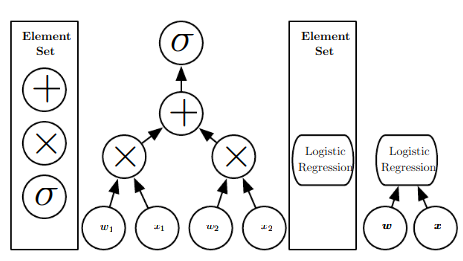 Element
Set
+
×
σ
σ
+
×
×
w₁
x₁
w₂
x₂
Element
Set
Logistic
Regression
Logistic
Regression
w
x